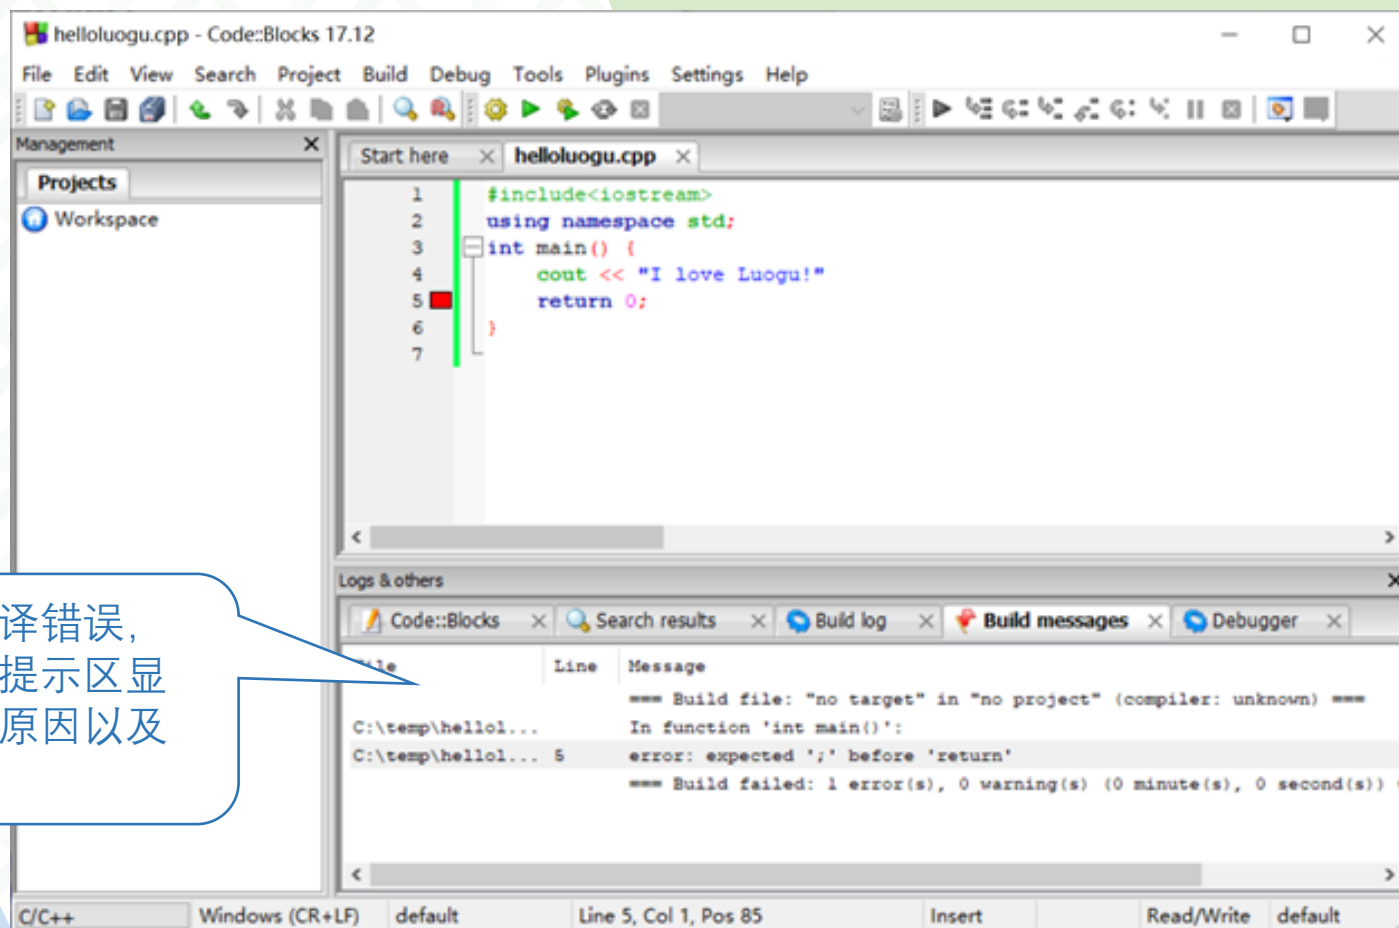 helloluogu.cpp - Code::Blocks 17.12
File Edit View Search Project Build Debug Tools Plugins Settings Help
Management
Projects
Workspace
Start here helloluogu.cpp
1 #include<iostream>
2 using namespace std;
3 int main() {
4 cout << "I love Luogu!"
5 return 0;
6 }
7
译错误,
提示区显
原因以及
Logs & others
Code::Blocks Search results Build log Build messages Debugger
Line Message
=== Build file: "no target" in "no project" (compiler: unknown) ===
C:\temp\hellol... In function 'int main()':
C:\temp\hellol... 5 error: expected ';' before 'return'
=== Build failed: 1 error(s), 0 warning(s) (0 minute(s), 0 second(s))
C/C++ Windows (CR+LF) default Line 5, Col 1, Pos 85 Insert Read/Write default